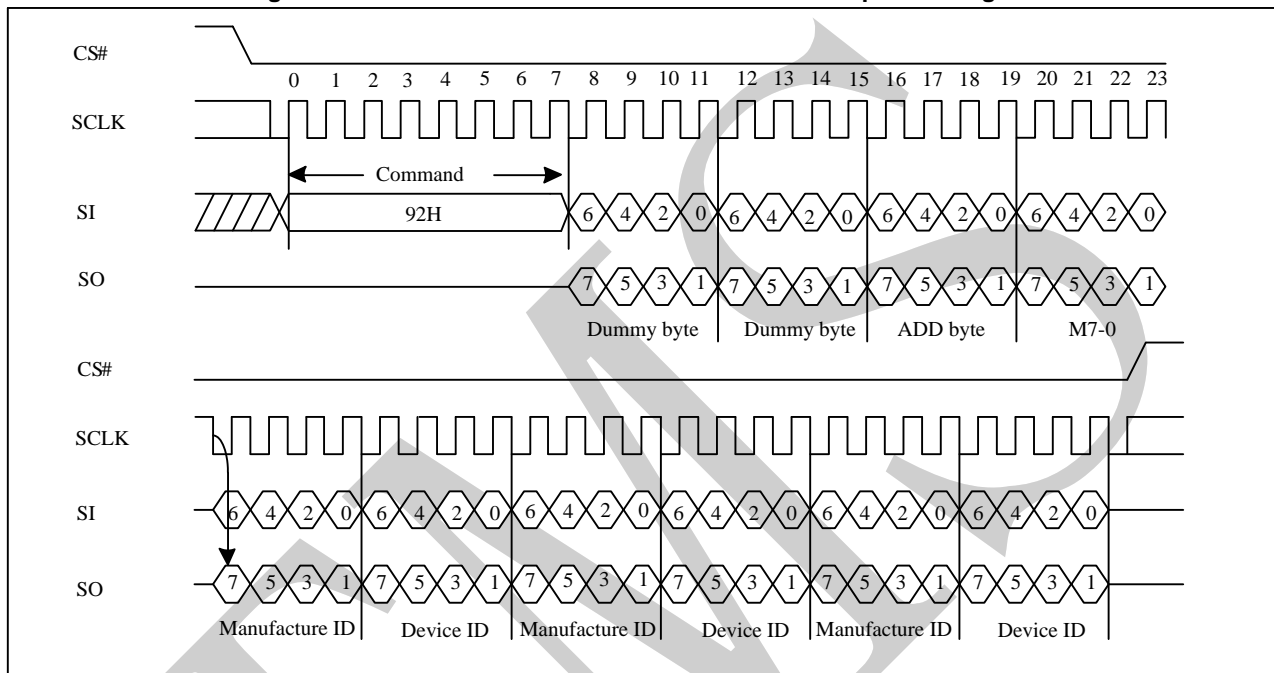 CS#
0 1 2 3 4 5 6 7 8 9 10 11 12 13 14 15 16 17 18 19 20 21 22 23
SCLK
Command
SI
92H
6 4 2 0 6 4 2 0 6 4 2 0 6 4 2 0
SO
7 5 3 1 7 5 3 1 7 5 3 1 7 5 3 1
Dummy byte Dummy byte ADD byte M7-0
CS#
SCLK
SI
6 4 2 0 6 4 2 0 6 4 2 0 6 4 2 0 6 4 2 0 6 4 2 0
SO
7 5 3 1 7 5 3 1 7 5 3 1 7 5 3 1 7 5 3 1 7 5 3 1
Manufacture ID Device ID Manufacture ID Device ID Manufacture ID Device ID